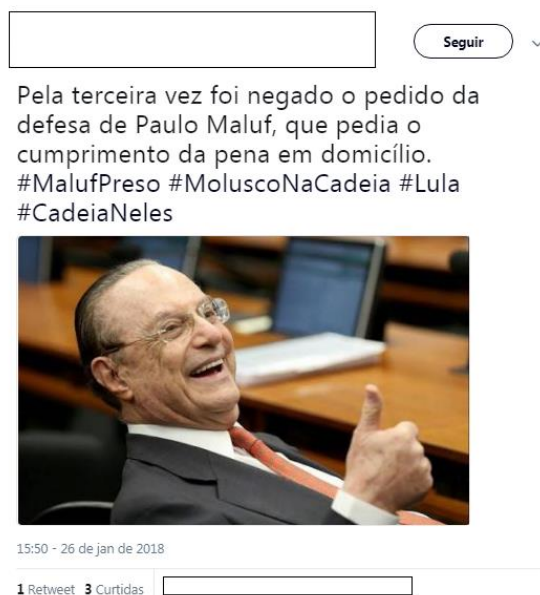 Seguir
Pela terceira vez foi negado o pedido da
defesa de Paulo Maluf, que pedia o
cumprimento da pena em domicílio.
#MalufPreso #MoluscoNaCadeia #Lula
#CadeiaNeles
15:50 - 26 de jan de 2018
1 Retweet 3 Curtidas